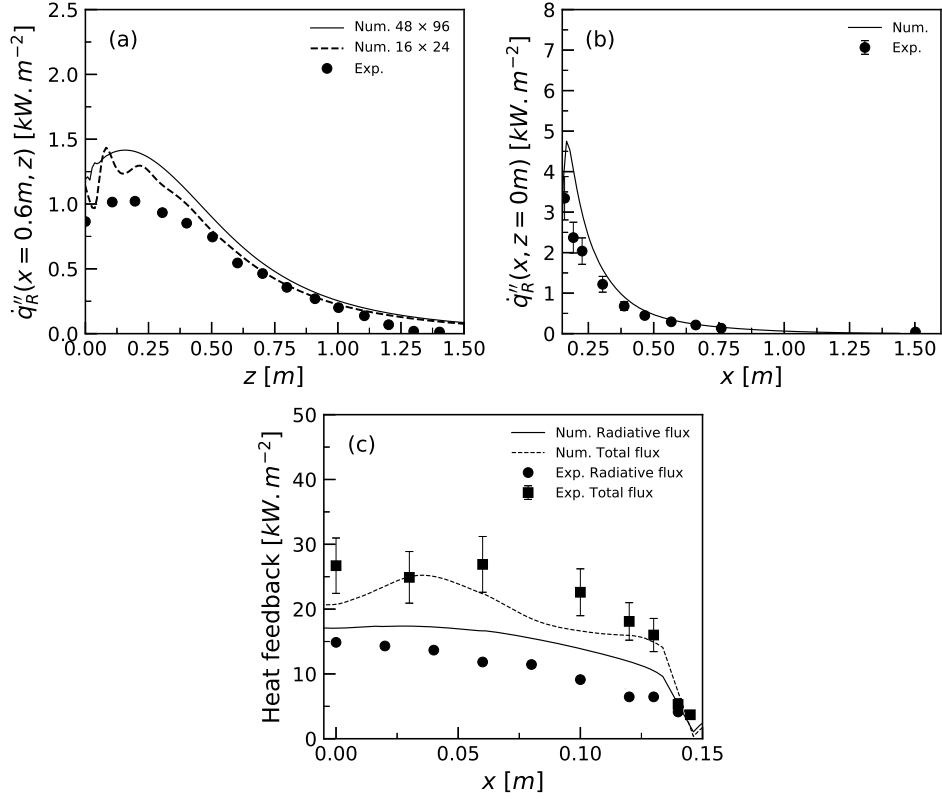 (a)
Num. 48 × 96
Num. 16 × 24
Exp.
2.5
2.0
1.5
1.0
0.5
0.0
0.00 0.25 0.50 0.75 1.00 1.25 1.50
z [m]
q̇″R(x = 0.6m, z) [kW.m−2]
(b)
Num.
Exp.
8
7
6
5
4
3
2
1
0
0.25 0.50 0.75 1.00 1.25 1.50
x [m]
q̇″R(x, z = 0m) [kW.m−2]
(c)
Num. Radiative flux
Num. Total flux
Exp. Radiative flux
Exp. Total flux
50
40
30
20
10
0
0.00 0.05 0.10 0.15
x [m]
Heat feedback [kW.m−2]